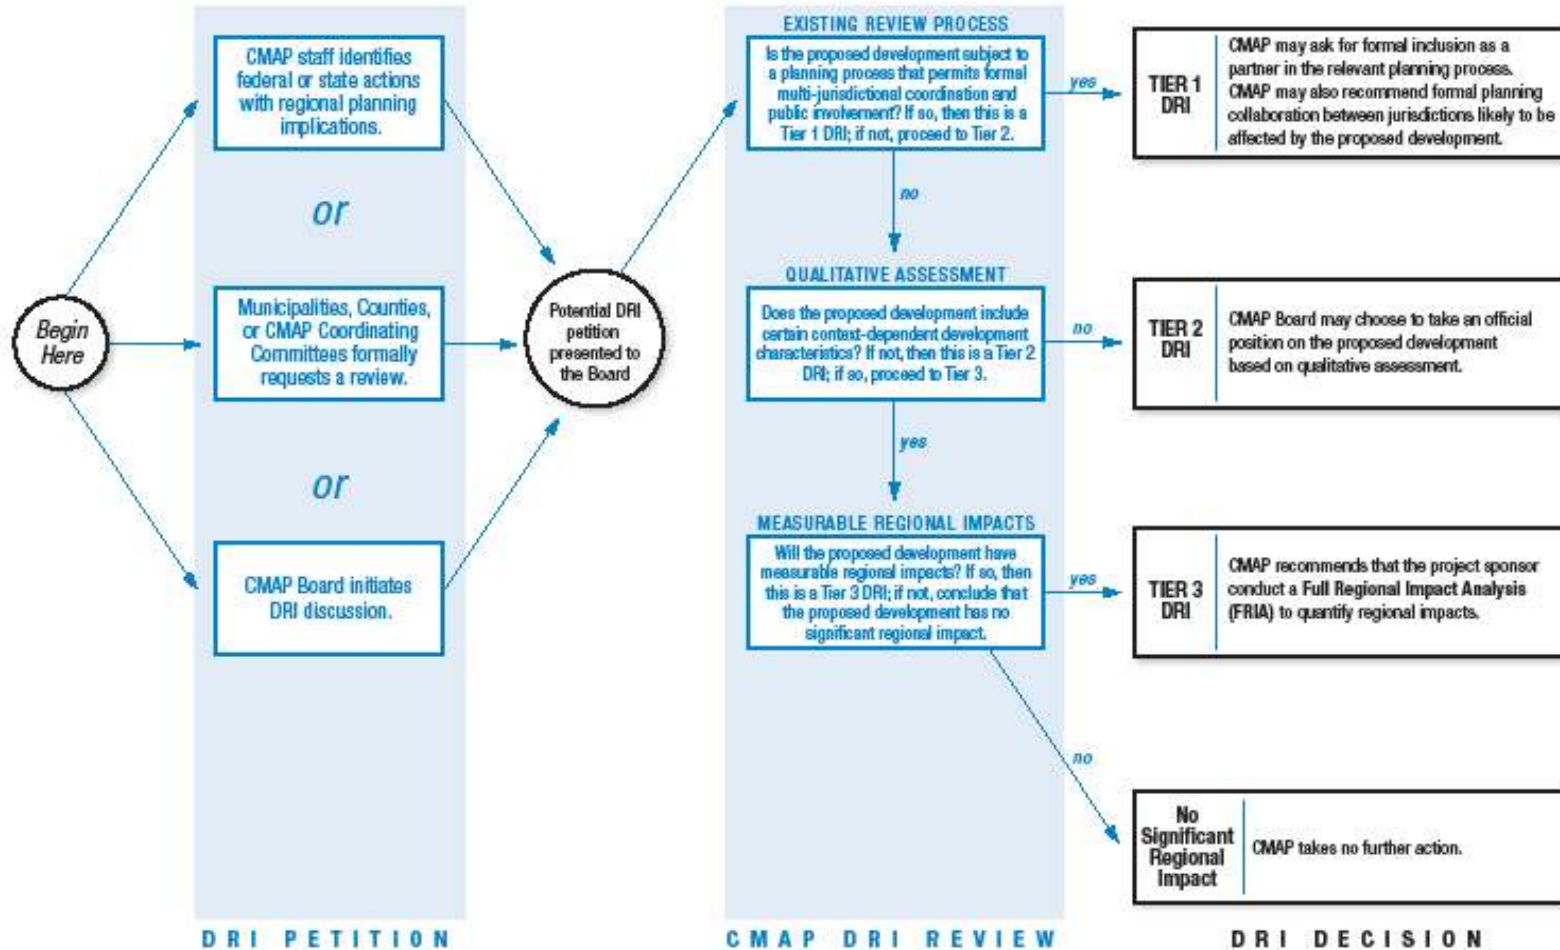 Begin
Here
CMAP staff identifies
federal or state actions
with regional planning
implications.
or
Municipalities, Counties,
or CMAP Coordinating
Committees formally
requests a review.
or
CMAP Board initiates
DRI discussion.
DRI PETITION
Potential DRI
petition
presented to
the Board
EXISTING REVIEW PROCESS
Is the proposed development subject to
a planning process that permits formal
multi-jurisdictional coordination and
public involvement? If so, then this is a
Tier 1 DRI; if not, proceed to Tier 2.
yes
no
QUALITATIVE ASSESSMENT
Does the proposed development include
certain context-dependent development
characteristics? If not, then this is a Tier 2
DRI; if so, proceed to Tier 3.
no
yes
MEASURABLE REGIONAL IMPACTS
Will the proposed development have
measurable regional impacts? If so, then
this is a Tier 3 DRI; if not, conclude that
the proposed development has no
significant regional impact.
yes
no
CMAP DRI REVIEW
TIER 1
DRI
CMAP may ask for formal inclusion as a
partner in the relevant planning process.
CMAP may also recommend formal planning
collaboration between jurisdictions likely to be
affected by the proposed development.
TIER 2
DRI
CMAP Board may choose to take an official
position on the proposed development
based on qualitative assessment.
TIER 3
DRI
CMAP recommends that the project sponsor
conduct a Full Regional Impact Analysis
(FRIA) to quantify regional impacts.
No
Significant
Regional
Impact
CMAP takes no further action.
DRI DECISION